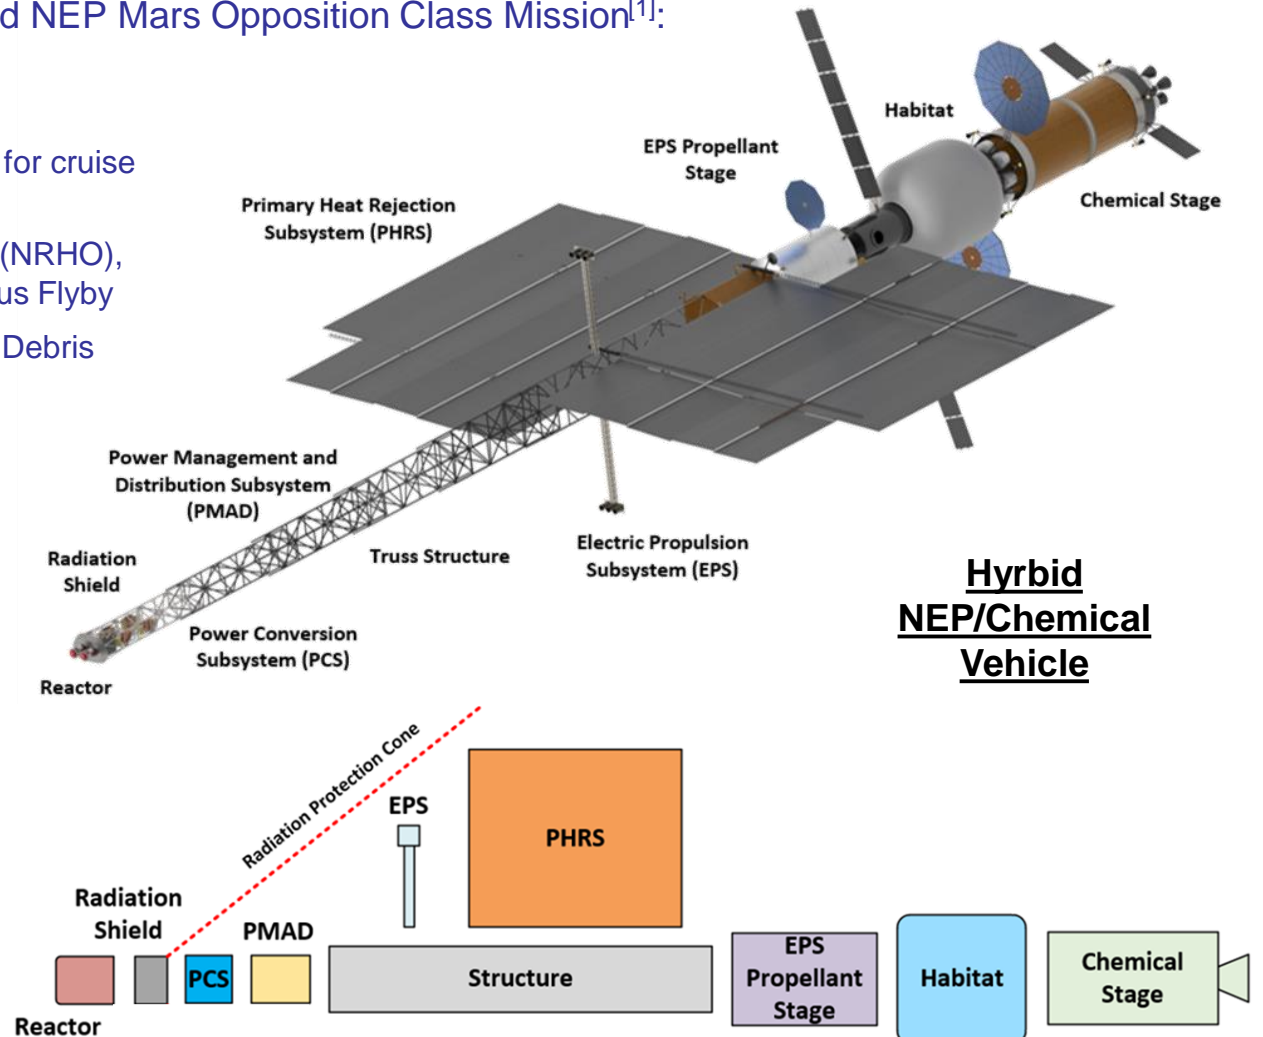 d NEP Mars Opposition Class Mission[1]:
for cruise
(NRHO),
us Flyby
Debris
Habitat
EPS Propellant
Stage
Chemical Stage
Primary Heat Rejection
Subsystem (PHRS)
Power Management and
Distribution Subsystem
(PMAD)
Truss Structure
Electric Propulsion
Subsystem (EPS)
Radiation
Shield
Power Conversion
Subsystem (PCS)
Reactor
Hyrbid
NEP/Chemical
Vehicle
Radiation Protection Cone
EPS
PHRS
Radiation
Shield
PMAD
PCS
Structure
EPS
Propellant
Stage
Habitat
Chemical
Stage
Reactor